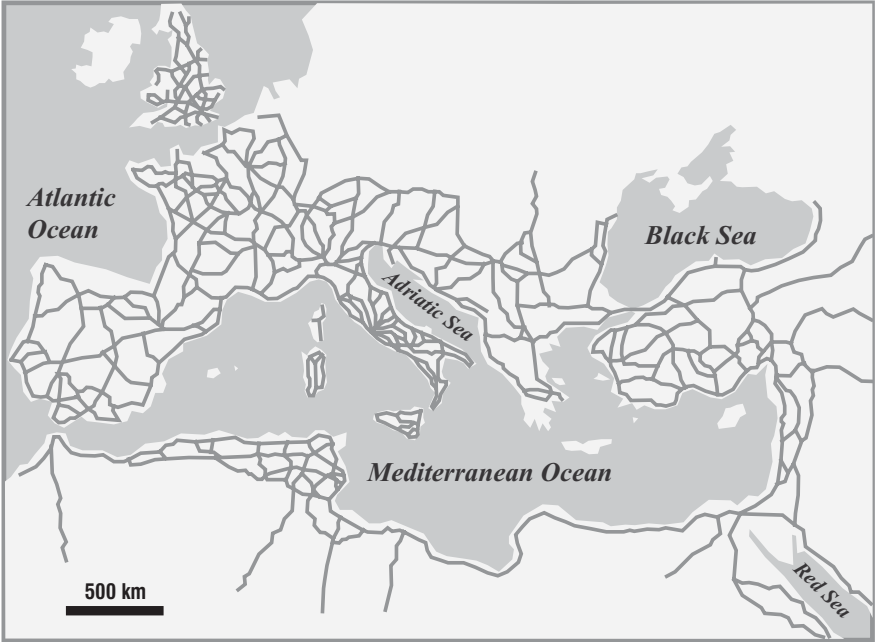 Atlantic
Ocean
Black Sea
Adriatic Sea
Mediterranean Ocean
500 km
Red Sea